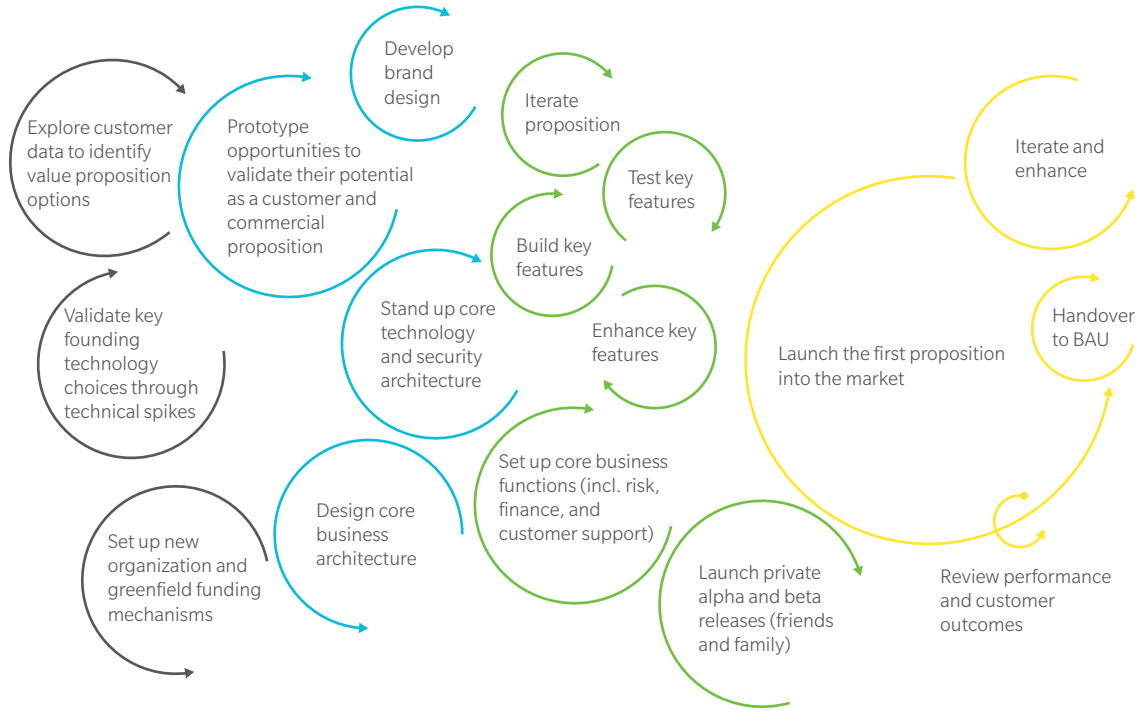 Explore customer
data to identify
value proposition
options
Validate key
founding
technology
choices through
technical spikes
Set up new
organization and
greenfield funding
mechanisms
Prototype
opportunities to
validate their potential
as a customer and
commercial
proposition
Develop
brand
design
Stand up core
technology
and security
architecture
Design core
business
architecture
Iterate
proposition
Test key
features
Build key
features
Enhance key
features
Set up core business
functions (incl. risk,
finance, and
customer support)
Launch private
alpha and beta
releases (friends
and family)
Launch the first proposition
into the market
Iterate and
enhance
Handover
to BAU
Review performance
and customer
outcomes